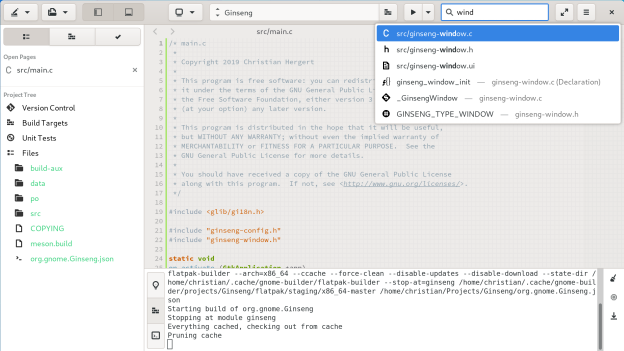 Ginseng
wind
src/main.c
src/ginseng-window.c
src/ginseng-window.h
src/ginseng-window.ui
ginseng_window_init — ginseng-window.c (Declaration)
_GinsengWindow — ginseng-window.c
GINSENG_TYPE_WINDOW — ginseng-window.h
Open Pages
src/main.c
Project Tree
Version Control
Build Targets
Unit Tests
Files
build-aux
data
po
src
COPYING
meson.build
org.gnome.Ginseng.json
1 /* main.c
2 *
3 * Copyright 2019 Christian Hergert
4 *
5 * This program is free software: you can redistri
6 * it under the terms of the GNU General Public Li
7 * the Free Software Foundation, either version 3
8 * (at your option) any later version.
9 *
10 * This program is distributed in the hope that it will be useful,
11 * but WITHOUT ANY WARRANTY; without even the implied warranty of
12 * MERCHANTABILITY or FITNESS FOR A PARTICULAR PURPOSE. See the
13 * GNU General Public License for more details.
14 *
15 * You should have received a copy of the GNU General Public License
16 * along with this program. If not, see <http://www.gnu.org/licenses/>.
17 */
18
19 #include <glib/gi18n.h>
20
21 #include "ginseng-config.h"
22 #include "ginseng-window.h"
23
24 static void
flatpak-builder --arch=x86_64 --ccache --force-clean --disable-updates --disable-download --state-dir /
home/christian/.cache/gnome-builder/flatpak-builder --stop-at=ginseng /home/christian/.cache/gnome-buil
der/projects/Ginseng/flatpak/staging/x86_64-master /home/christian/Projects/Ginseng/org.gnome.Ginseng.j
son
Starting build of org.gnome.Ginseng
Stopping at module ginseng
Everything cached, checking out from cache
Pruning cache